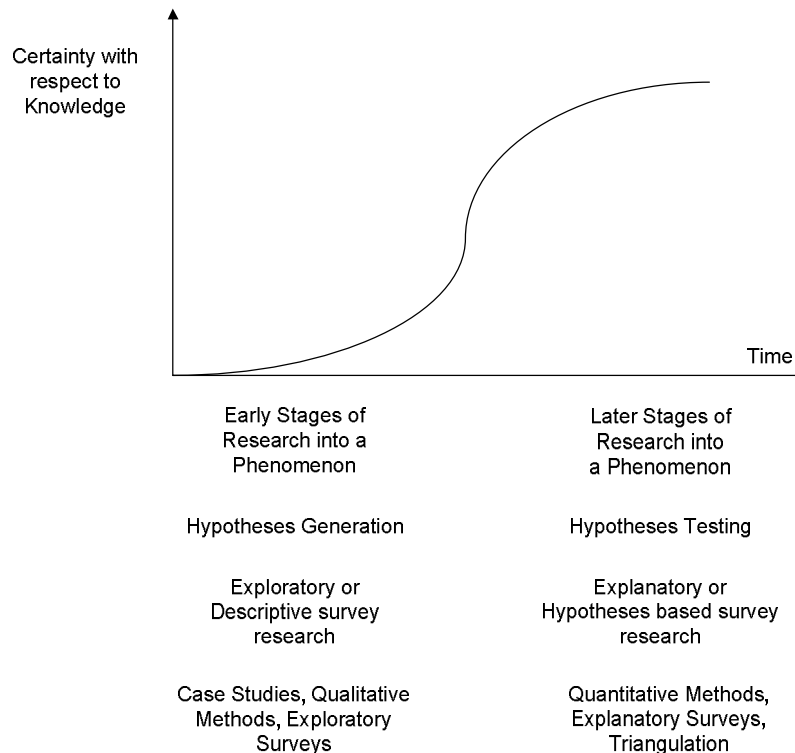 Certainty with
respect to
Knowledge
Time
Early Stages of
Research into a
Phenomenon
Later Stages of
Research into
a Phenomenon
Hypotheses Generation
Hypotheses Testing
Exploratory or
Descriptive survey
research
Explanatory or
Hypotheses based survey
research
Case Studies, Qualitative
Methods, Exploratory
Surveys
Quantitative Methods,
Explanatory Surveys,
Triangulation